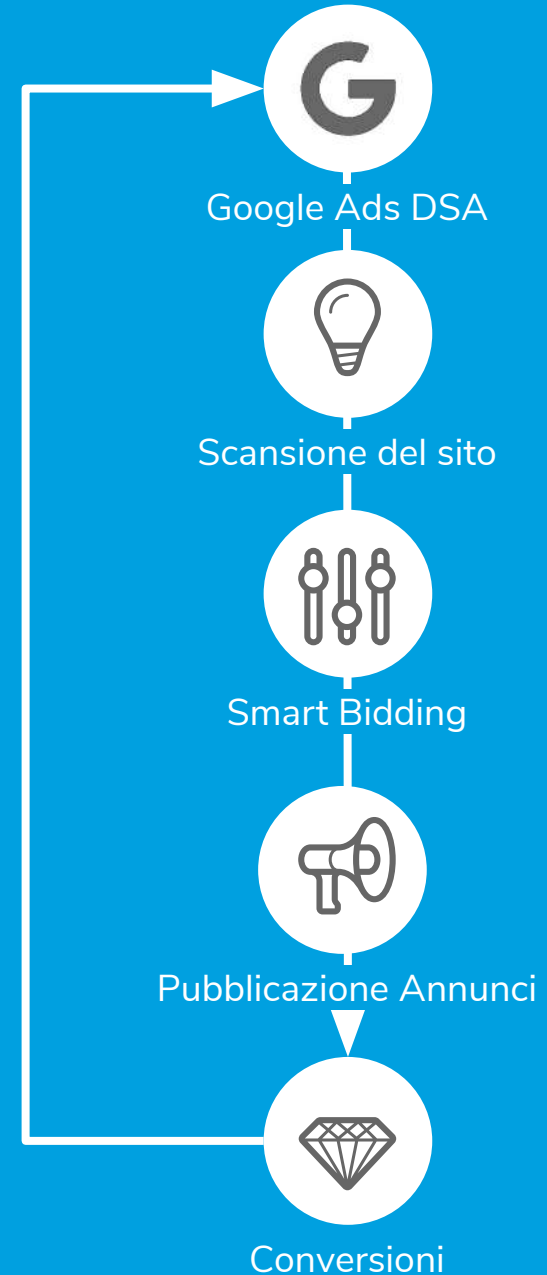 G
Google Ads DSA
Scansione del sito
Smart Bidding
Pubblicazione Annunci
Conversioni